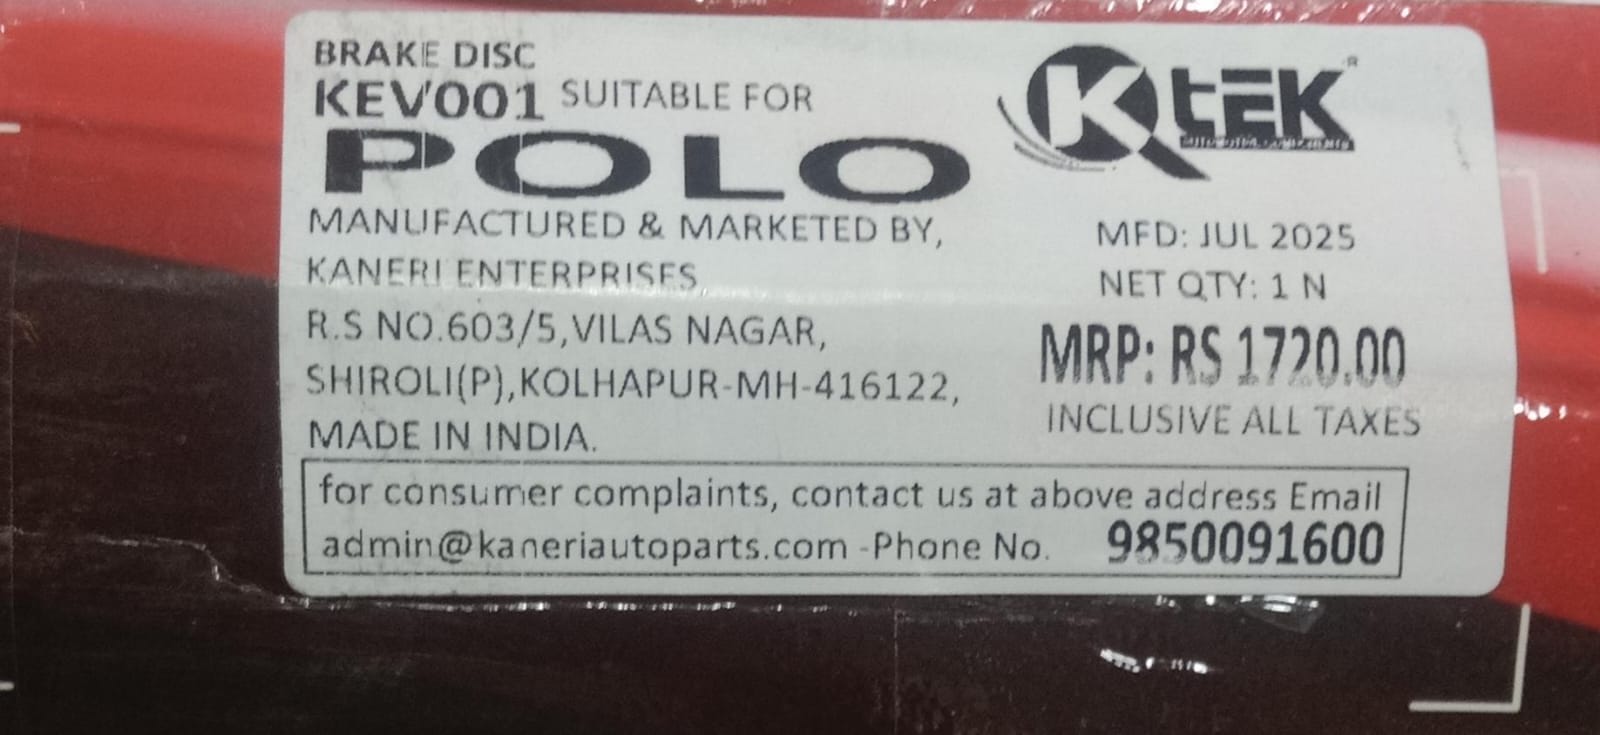 BRAKE DISC
KEV001 SUITABLE FOR
POLO
MANUFACTURED & MARKETED BY,
KANERI ENTERPRISES,
R.S NO.603/5,VILAS NAGAR,
SHIROLI(P),KOLHAPUR-MH-416122,
MADE IN INDIA.
KtEK®
AUTOMOTIVE COMPONENTS
MFD: JUL 2025
NET QTY: 1 N
MRP: RS 1720.00
INCLUSIVE ALL TAXES
for consumer complaints, contact us at above address Email
admin@kaneriautoparts.com -Phone No. 9850091600